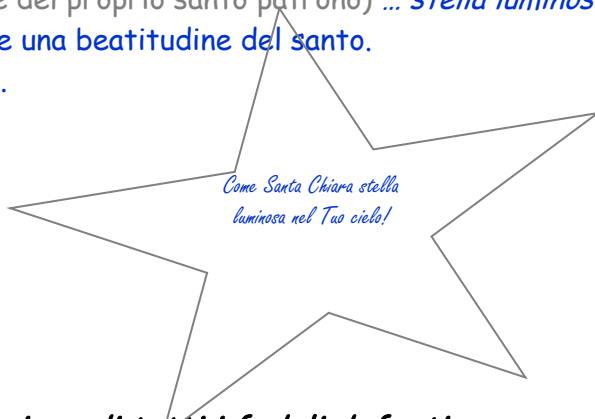 del proprio santo patrono) ... stella luminos
una beatitudine del santo.
.
Come Santa Chiara stella
luminosa nel Tuo cielo!